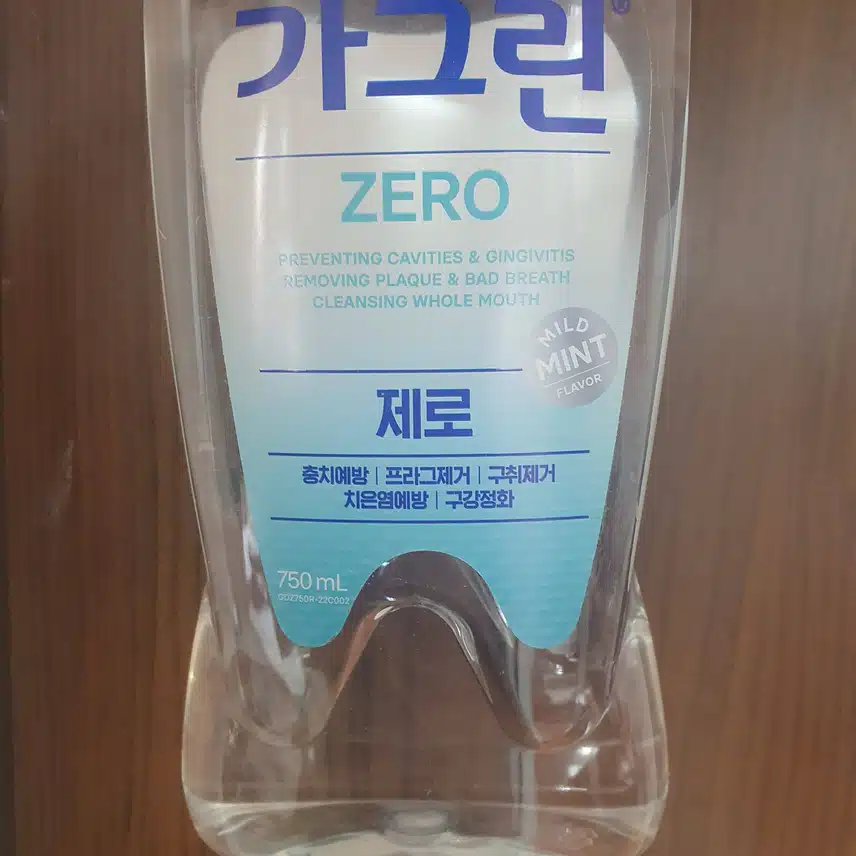 가그린®
ZERO
PREVENTING CAVITIES & GINGIVITIS
REMOVING PLAQUE & BAD BREATH
CLEANSING WHOLE MOUTH
MILD
MINT
FLAVOR
제로
충치예방 | 프라그제거 | 구취제거
치은염예방 | 구강정화
750 mL